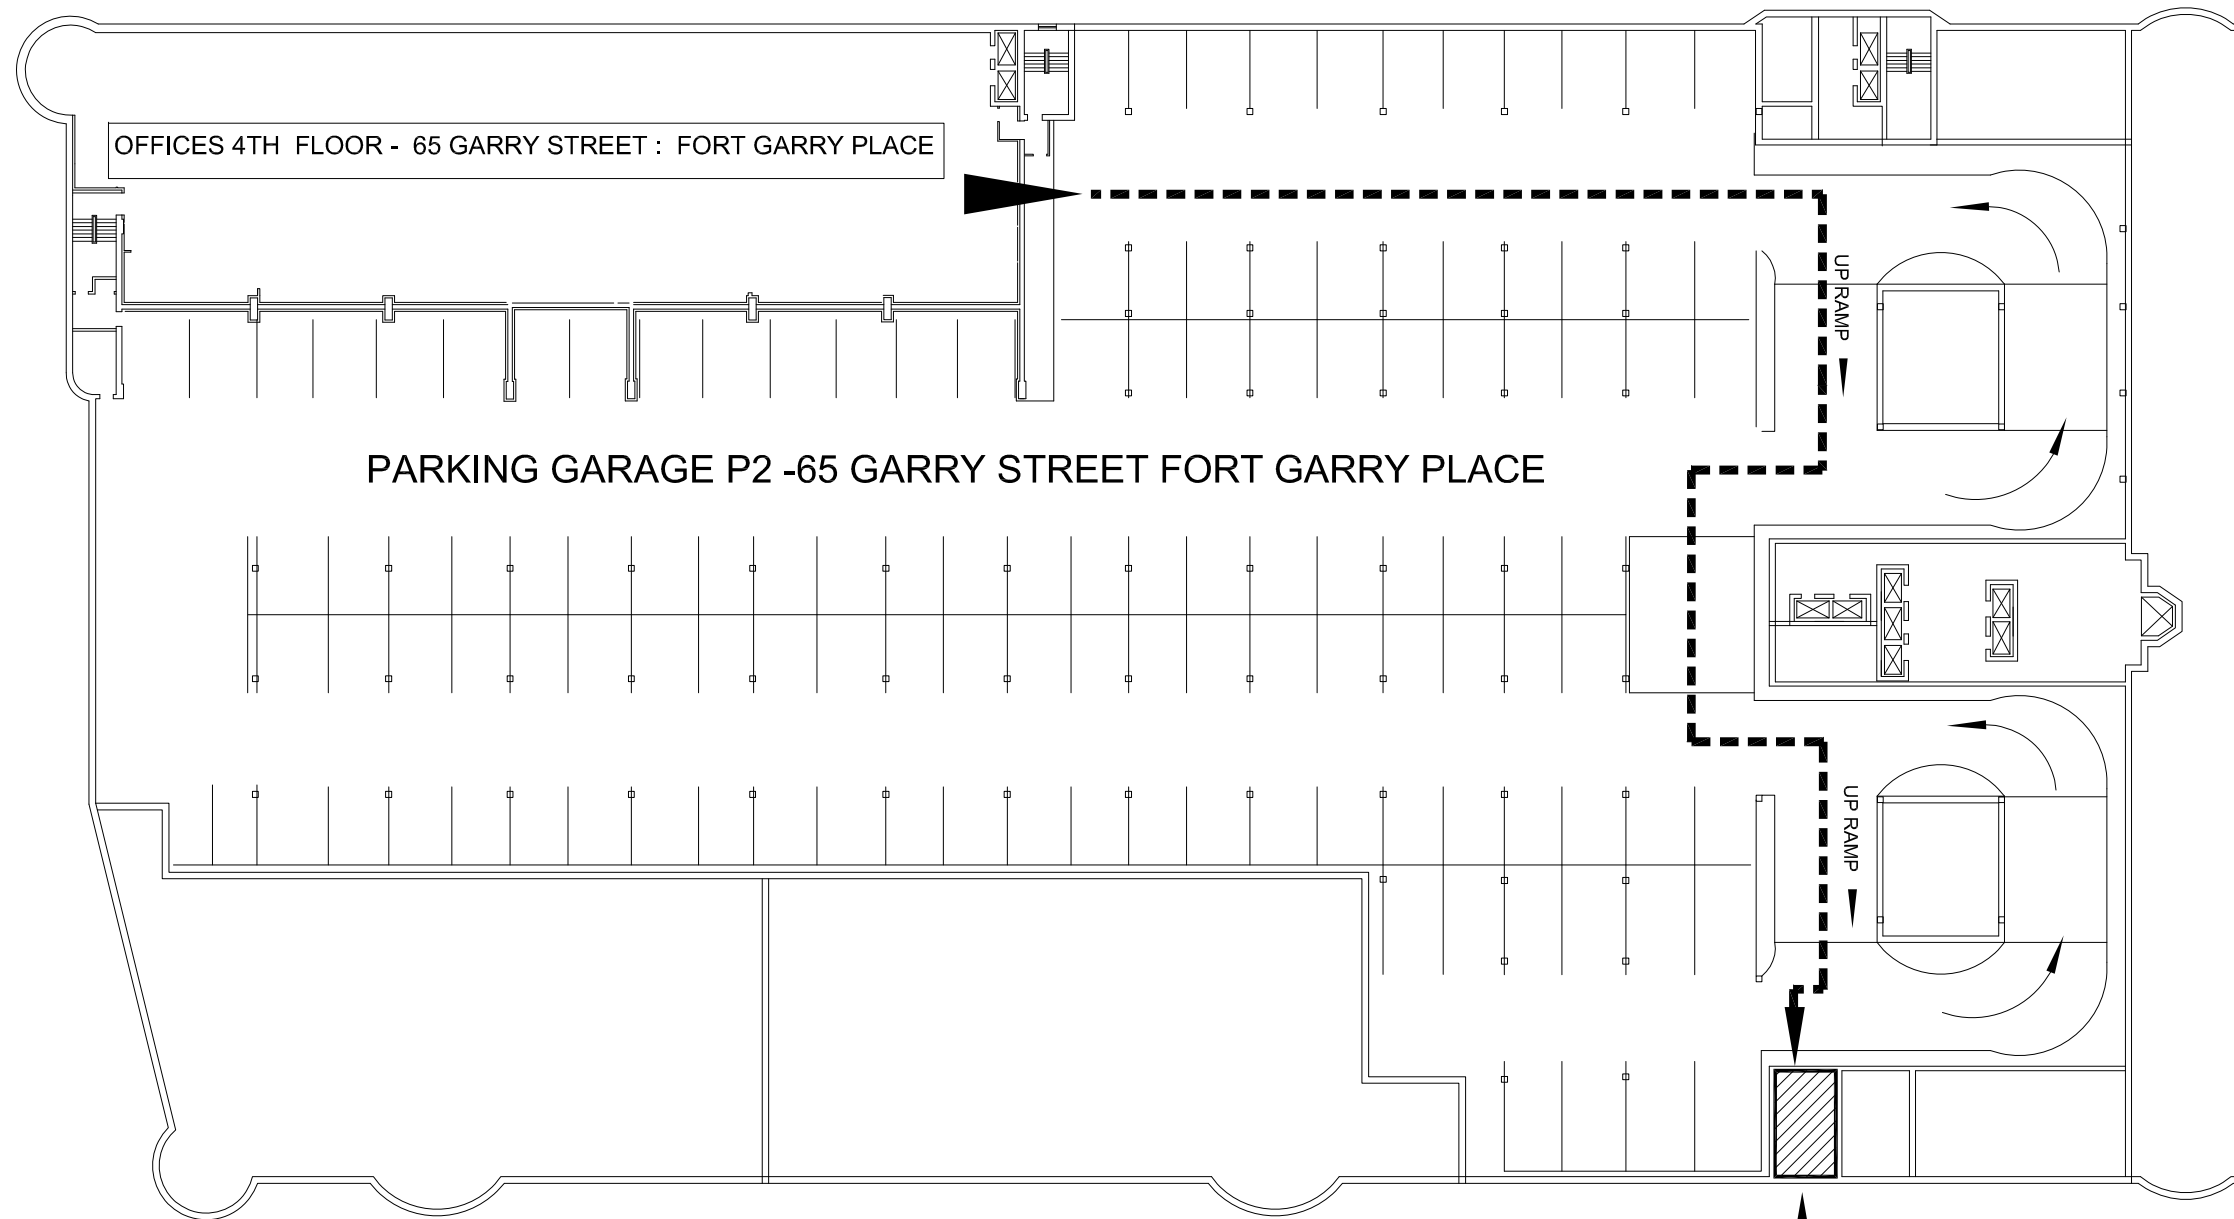 OFFICES 4TH FLOOR - 65 GARRY STREET : FORT GARRY PLACE
UP RAMP
PARKING GARAGE P2 -65 GARRY STREET FORT GARRY PLACE
UP RAMP